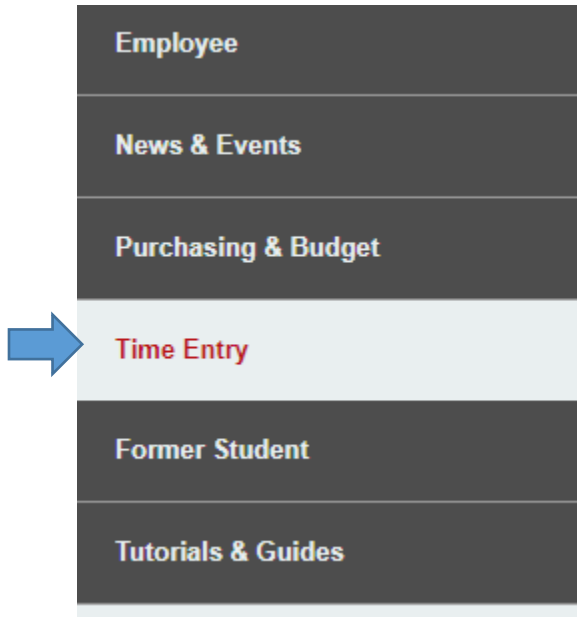 Employee
News & Events
Purchasing & Budget
Time Entry
Former Student
Tutorials & Guides